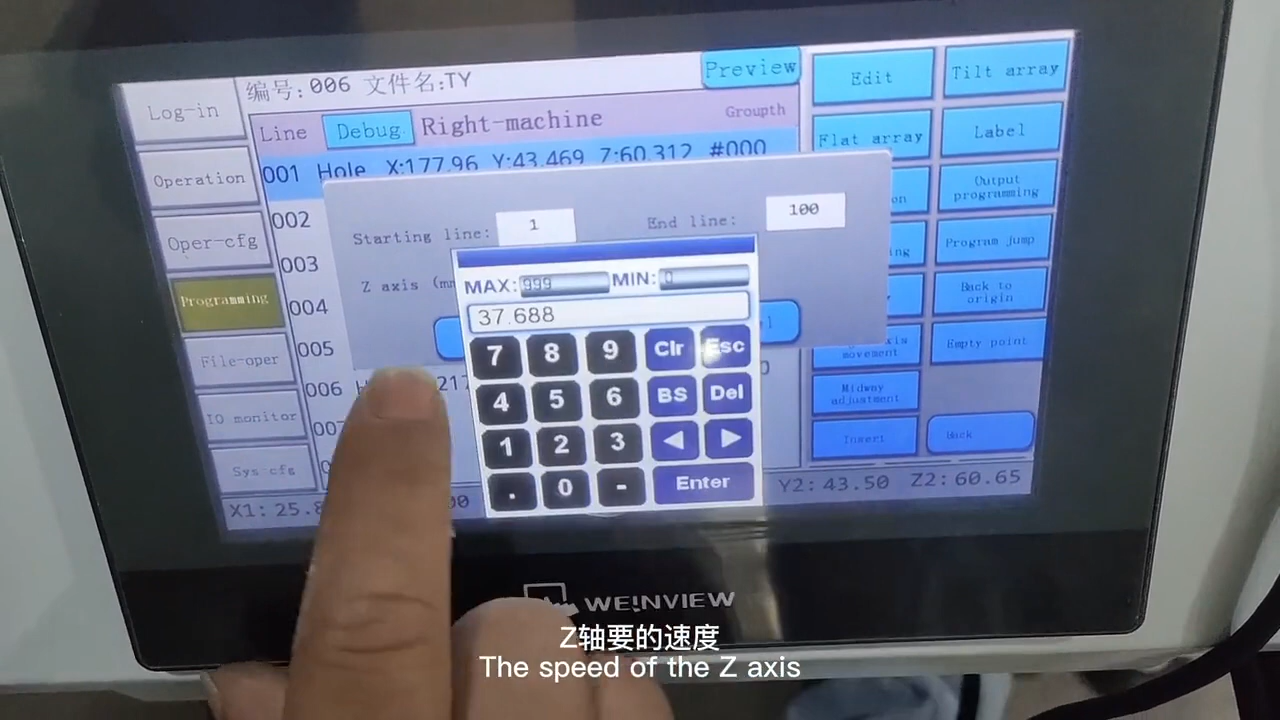 Log-in
Operation
Oper-cfg
Programming
File-oper
IO monitor
Sys cfg
编号:006 文件名:TY
Preview
Line Debug Right-machine Groupth
001 Hole X:177.96 Y:43.469 Z:60.312 #000
002
003
004
005
006
Starting line: 1 End line: 100
Z axis
MAX: 999 MIN: 0
37.688
7 8 9 Clr Esc
4 5 6 BS Del
1 2 3 ◀ ▶
. 0 - Enter
Edit
Tilt array
Flat array
Label
Output programming
Program jump
Back to origin
movement
Empty point
Midway adjustment
Insert
Back
X1: 25.
Y2: 43.50 Z2: 60.65
WEINVIEW
Z轴要的速度
The speed of the Z axis